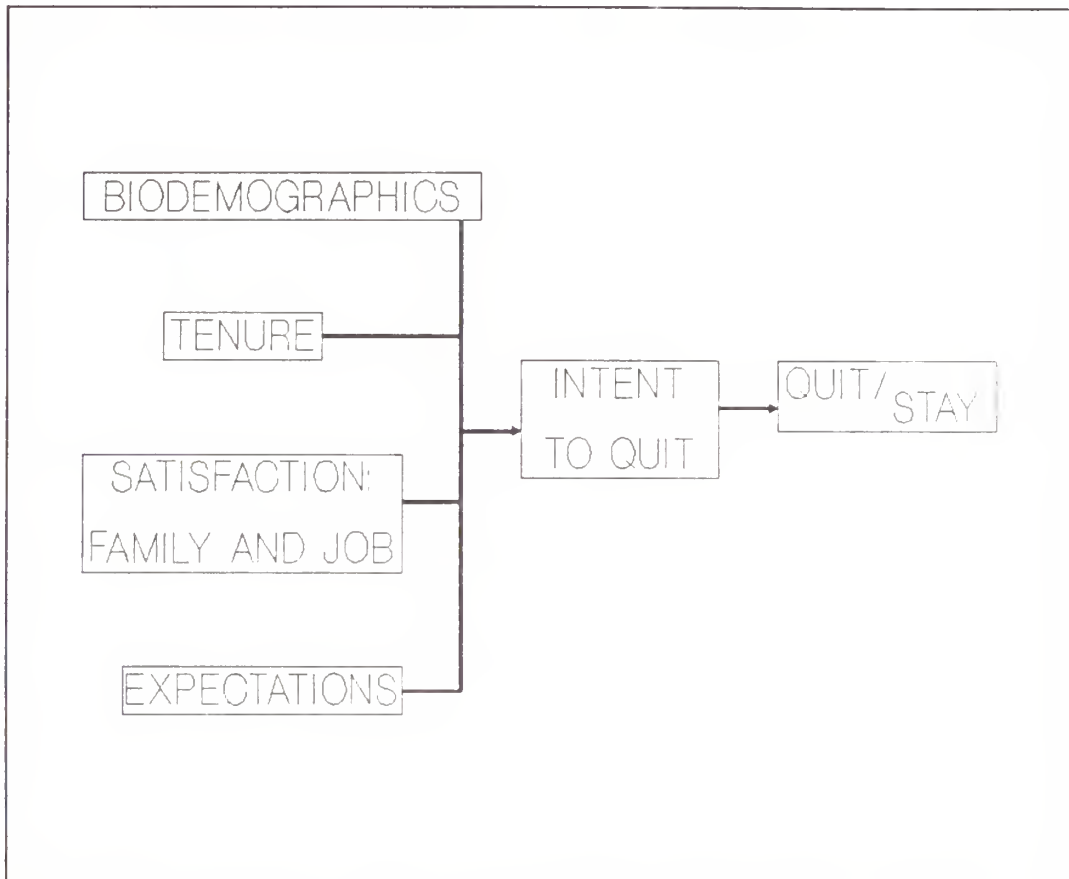 BIODEMOGRAPHICS
TENURE
SATISFACTION:
FAMILY AND JOB
EXPECTATIONS
INTENT
TO QUIT
QUIT/
STAY